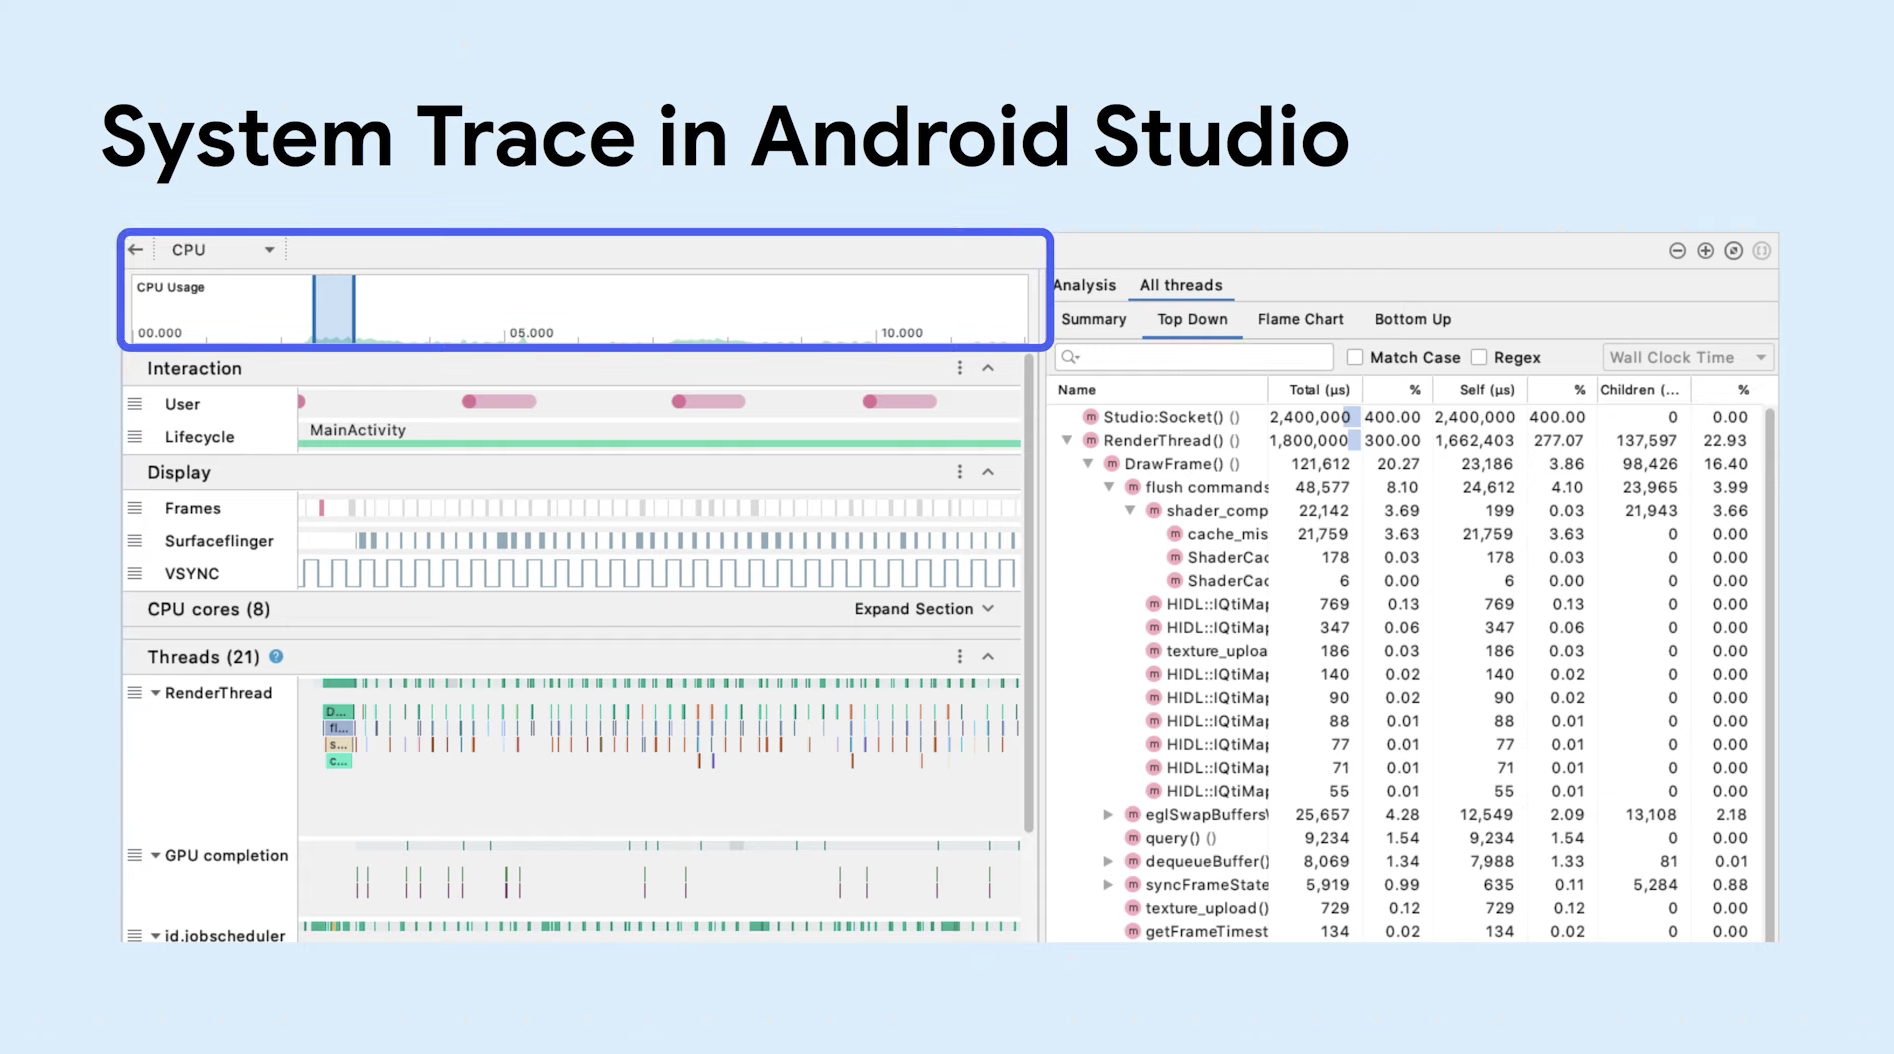 System Trace in Android Studio
CPU
CPU Usage
00.000 05.000 10.000
Interaction
User
Lifecycle MainActivity
Display
Frames
Surfaceflinger
VSYNC
CPU cores (8) Expand Section
Threads (21) ?
RenderThread
D...
fl...
s...
c...
GPU completion
id.jobscheduler
Analysis All threads
Summary Top Down Flame Chart Bottom Up
Match Case Regex Wall Clock Time
Name Total (μs) % Self (μs) % Children (... %
m Studio:Socket() () 2,400,000 400.00 2,400,000 400.00 0 0.00
m RenderThread() () 1,800,000 300.00 1,662,403 277.07 137,597 22.93
m DrawFrame() () 121,612 20.27 23,186 3.86 98,426 16.40
m flush commands 48,577 8.10 24,612 4.10 23,965 3.99
m shader_comp 22,142 3.69 199 0.03 21,943 3.66
m cache_mis 21,759 3.63 21,759 3.63 0 0.00
m ShaderCac 178 0.03 178 0.03 0 0.00
m ShaderCac 6 0.00 6 0.00 0 0.00
m HIDL::IQtiMap 769 0.13 769 0.13 0 0.00
m HIDL::IQtiMap 347 0.06 347 0.06 0 0.00
m texture_uploa 186 0.03 186 0.03 0 0.00
m HIDL::IQtiMap 140 0.02 140 0.02 0 0.00
m HIDL::IQtiMap 90 0.02 90 0.02 0 0.00
m HIDL::IQtiMap 88 0.01 88 0.01 0 0.00
m HIDL::IQtiMap 77 0.01 77 0.01 0 0.00
m HIDL::IQtiMap 71 0.01 71 0.01 0 0.00
m HIDL::IQtiMap 55 0.01 55 0.01 0 0.00
m eglSwapBuffersW 25,657 4.28 12,549 2.09 13,108 2.18
m query() () 9,234 1.54 9,234 1.54 0 0.00
m dequeueBuffer() 8,069 1.34 7,988 1.33 81 0.01
m syncFrameState 5,919 0.99 635 0.11 5,284 0.88
m texture_upload() 729 0.12 729 0.12 0 0.00
m getFrameTimest 134 0.02 134 0.02 0 0.00